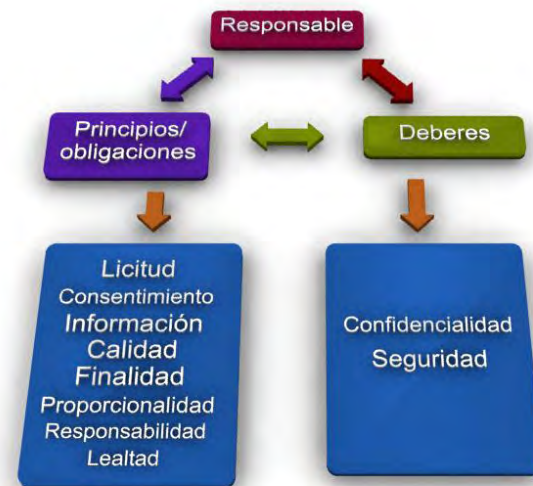 Responsable
Principios/
obligaciones
Deberes
Licitud
Consentimiento
Información
Calidad
Finalidad
Proporcionalidad
Responsabilidad
Lealtad
Confidencialidad
Seguridad